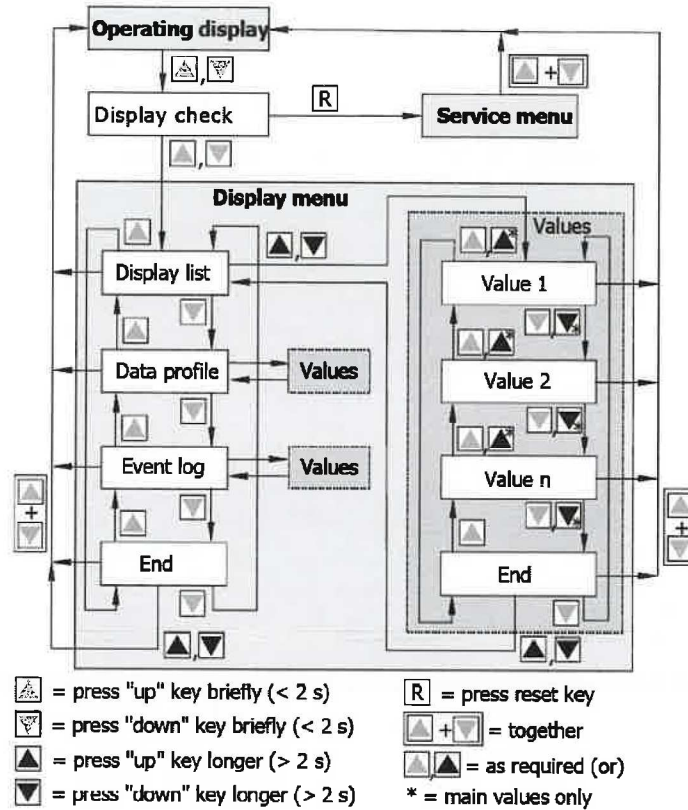 Operating display
R
Display check
Service menu
Display menu
Values
*
Display list
Value 1
*
*
Data profile
Values
Value 2
*
*
Event log
Values
Value n
*
+
+
+
End
End
= press "up" key briefly (< 2 s)
= press "down" key briefly (< 2 s)
= press "up" key longer (> 2 s)
= press "down" key longer (> 2 s)
R = press reset key
+ = together
, = as required (or)
* = main values only